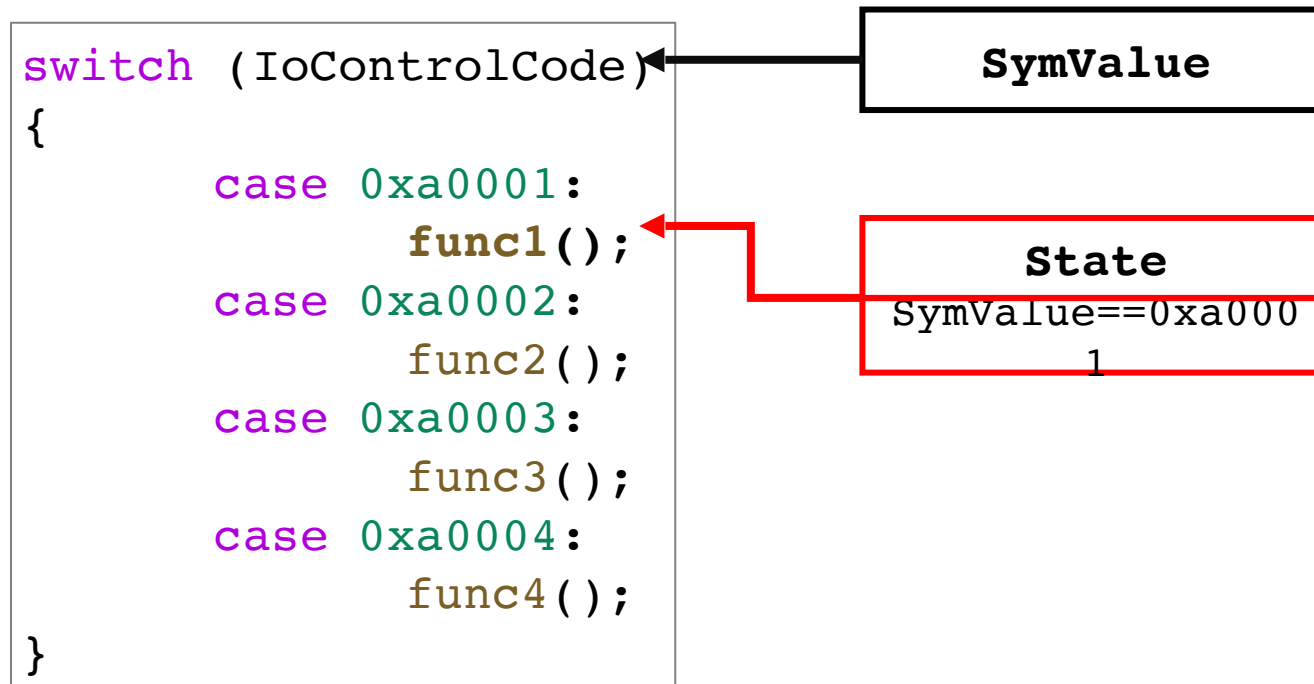 switch (IoControlCode)
{
case 0xa0001:
func1();
case 0xa0002:
func2();
case 0xa0003:
func3();
case 0xa0004:
func4();
}
SymValue
State
SymValue==0xa000
1